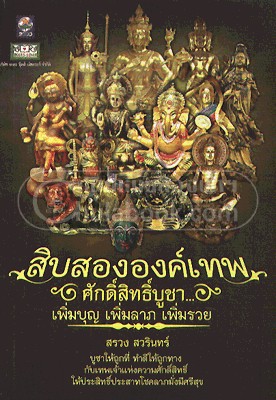 สิบสององค์เทพ
ศักดิ์สิทธิ์บูชา...
เพิ่มบุญ เพิ่มลาภ เพิ่มรวย
สรวง สวรินทร์
บูชาให้ถูกที่ ทำสีให้ถูกทาง
กับเทพเจ้าแห่งความศักดิ์สิทธิ์
ให้ประสิทธิ์ประสาทโชคลาภมั่งมีศรีสุข